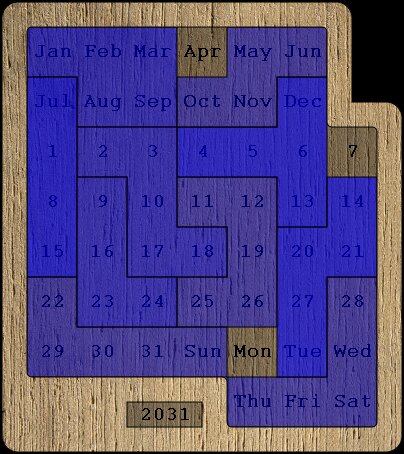 Jan Feb Mar Apr May Jun
Jul Aug Sep Oct Nov Dec
1 2 3 4 5 6 7
8 9 10 11 12 13 14
15 16 17 18 19 20 21
22 23 24 25 26 27 28
29 30 31 Sun Mon Tue Wed
Thu Fri Sat
2031